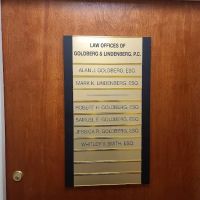 LAW OFFICES OF
GOLDBERG & LINDENBERG, P.C.
ALAN J. GOLDBERG, ESQ.
MARK K. LINDENBERG, ESQ.
ROBERT H. GOLDBERG, ESQ.
SAMUEL E. GOLDBERG, ESQ.
JESSICA R. GOLDBERG, ESQ.
WHITLEY SMITH, ESQ.